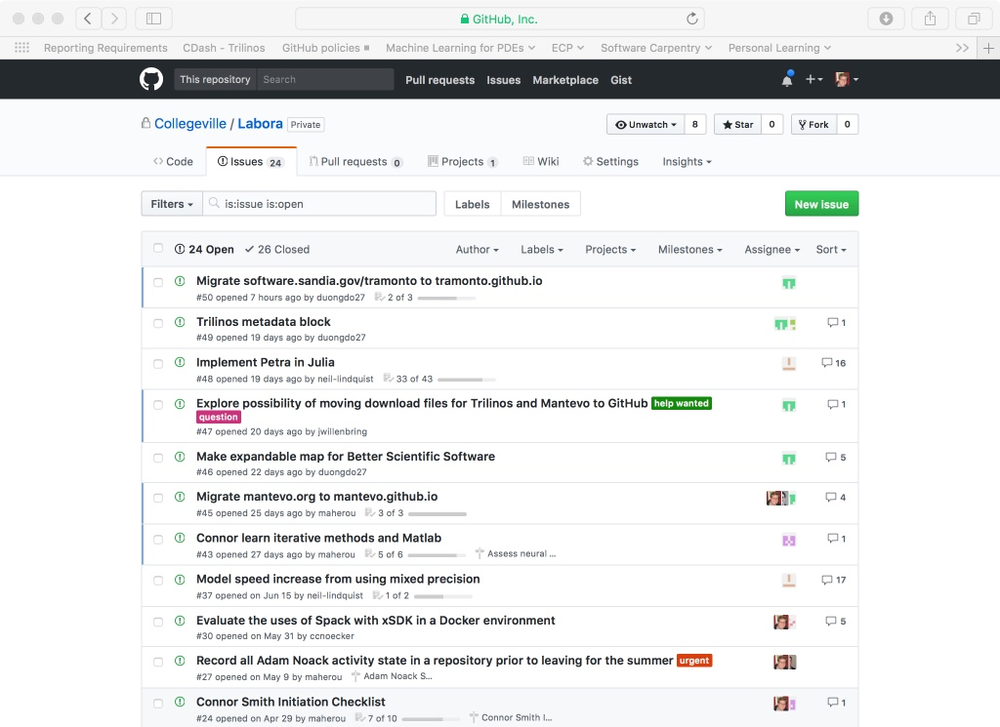 GitHub, Inc.
Reporting Requirements CDash - Trilinos GitHub policies Machine Learning for PDEs ECP Software Carpentry Personal Learning >> +
This repository Search Pull requests Issues Marketplace Gist
Collegeville / Labora Private Unwatch 8 Star 0 Fork 0
<> Code Issues 24 Pull requests 0 Projects 1 Wiki Settings Insights
Filters is:issue is:open Labels Milestones New issue
24 Open 26 Closed Author Labels Projects Milestones Assignee Sort
Migrate software.sandia.gov/tramonto to tramonto.github.io
#50 opened 7 hours ago by duongdo27 2 of 3
Trilinos metadata block 1
#49 opened 19 days ago by duongdo27
Implement Petra in Julia 16
#48 opened 19 days ago by neil-lindquist 33 of 43
Explore possibility of moving download files for Trilinos and Mantevo to GitHub help wanted 1
question
#47 opened 20 days ago by jwillenbring
Make expandable map for Better Scientific Software 5
#46 opened 22 days ago by duongdo27
Migrate mantevo.org to mantevo.github.io 4
#45 opened 25 days ago by maherou 3 of 3
Connor learn iterative methods and Matlab 1
#43 opened 27 days ago by maherou 5 of 6 Assess neural ...
Model speed increase from using mixed precision 17
#37 opened on Jun 15 by neil-lindquist 1 of 2
Evaluate the uses of Spack with xSDK in a Docker environment 5
#30 opened on May 31 by ccnoecker
Record all Adam Noack activity state in a repository prior to leaving for the summer urgent
#27 opened on May 9 by maherou Adam Noack S...
Connor Smith Initiation Checklist 1
#24 opened on Apr 29 by maherou 7 of 10 Connor Smith I...